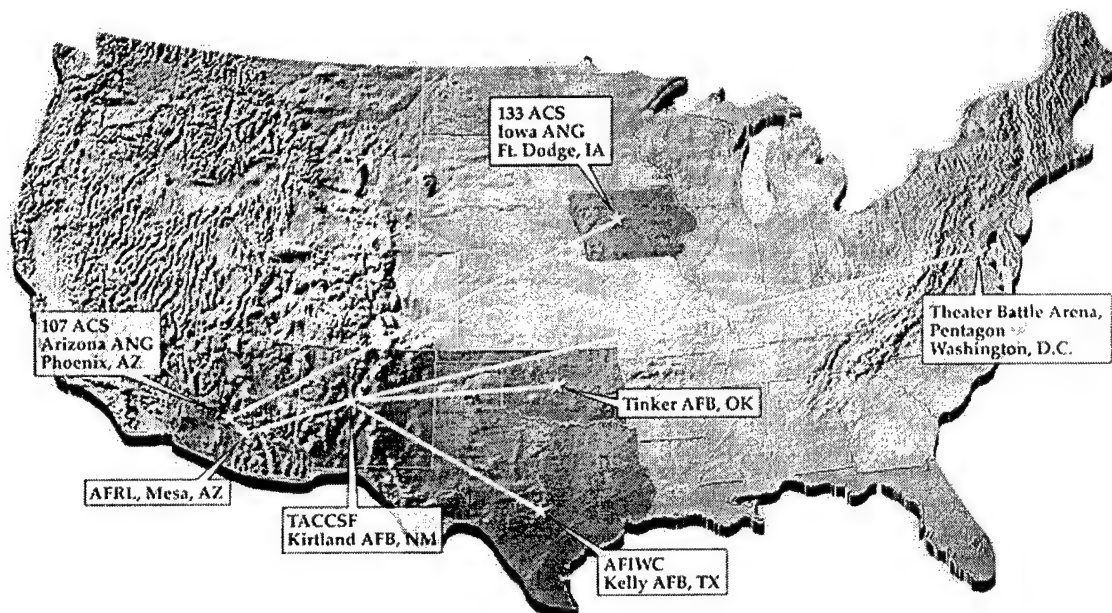 133 ACS
Iowa ANG
Ft. Dodge, IA
Theater Battle Arena,
Pentagon
Washington, D.C.
107 ACS
Arizona ANG
Phoenix, AZ
Tinker AFB, OK
AFRL, Mesa, AZ
TACCSF
Kirtland AFB, NM
AFIWC
Kelly AFB, TX